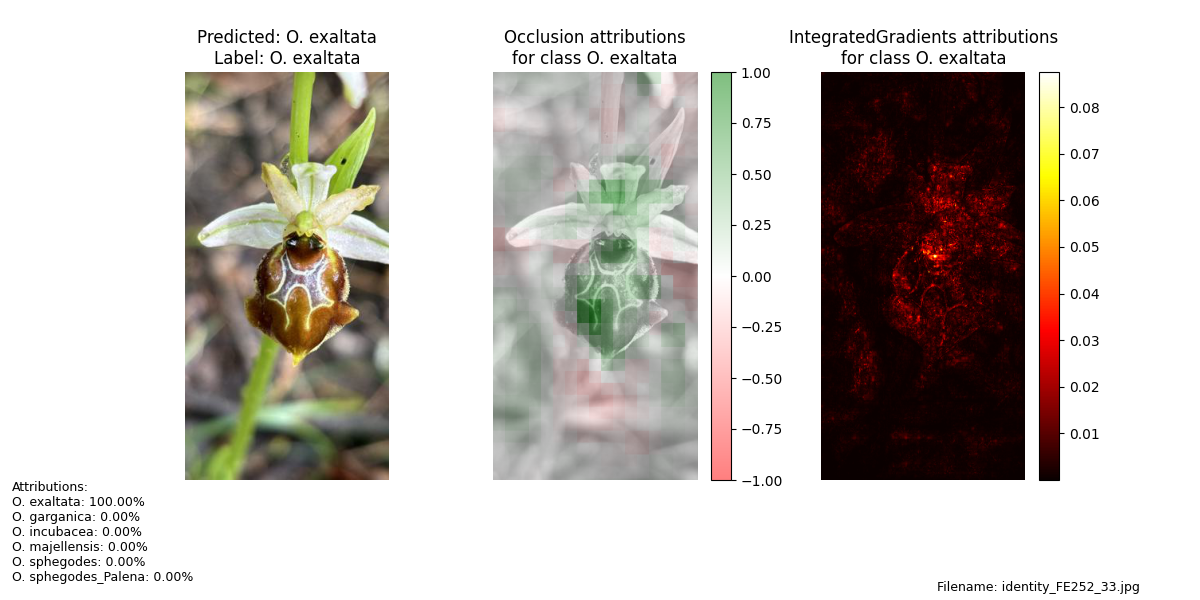 Predicted: O. exaltata
Label: O. exaltata
Occlusion attributions
for class O. exaltata
IntegratedGradients attributions
for class O. exaltata
1.00
0.75
0.50
0.25
0.00
−0.25
−0.50
−0.75
−1.00
0.08
0.07
0.06
0.05
0.04
0.03
0.02
0.01
Attributions:
O. exaltata: 100.00%
O. garganica: 0.00%
O. incubacea: 0.00%
O. majellensis: 0.00%
O. sphegodes: 0.00%
O. sphegodes_Palena: 0.00%
Filename: identity_FE252_33.jpg